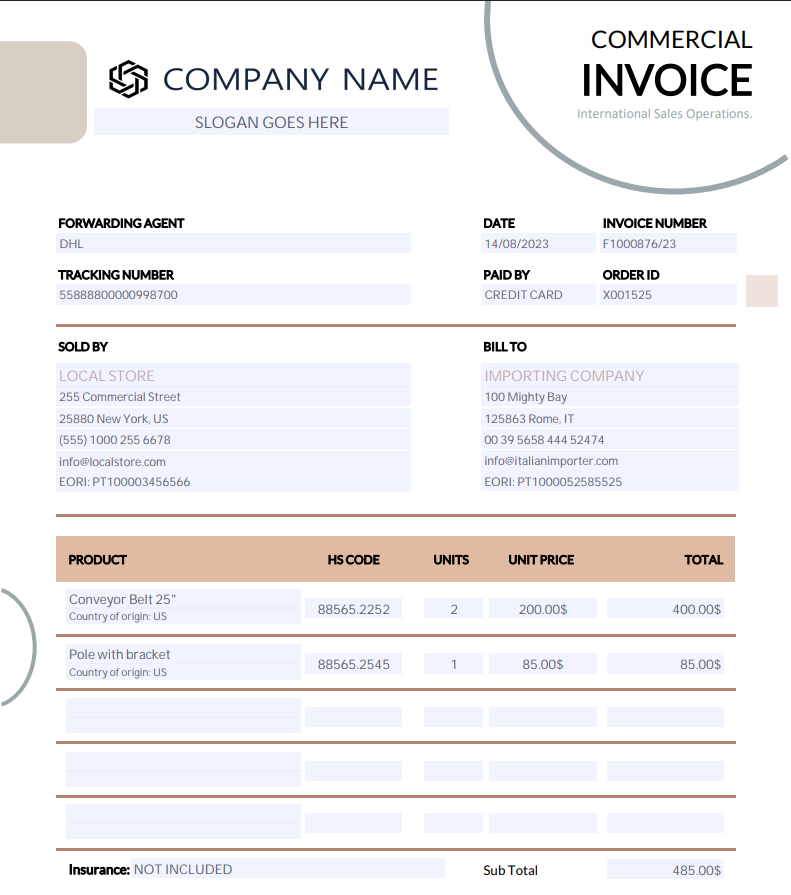 COMMERCIAL
INVOICE
International Sales Operations.
COMPANY NAME
SLOGAN GOES HERE
FORWARDING AGENT
DHL
DATE
14/08/2023
INVOICE NUMBER
F1000876/23
TRACKING NUMBER
55888800000998700
PAID BY
CREDIT CARD
ORDER ID
X001525
SOLD BY
LOCAL STORE
255 Commercial Street
25880 New York, US
(555) 1000 255 6678
info@localstore.com
EORI: PT100003456566
BILL TO
IMPORTING COMPANY
100 Mighty Bay
125863 Rome, IT
00 39 5658 444 52474
info@italianimporter.com
EORI: PT1000052585525
PRODUCT HS CODE UNITS UNIT PRICE TOTAL
Conveyor Belt 25"
Country of origin: US
88565.2252 2 200.00$ 400.00$
Pole with bracket
Country of origin: US
88565.2545 1 85.00$ 85.00$
Insurance: NOT INCLUDED
Sub Total 485.00$